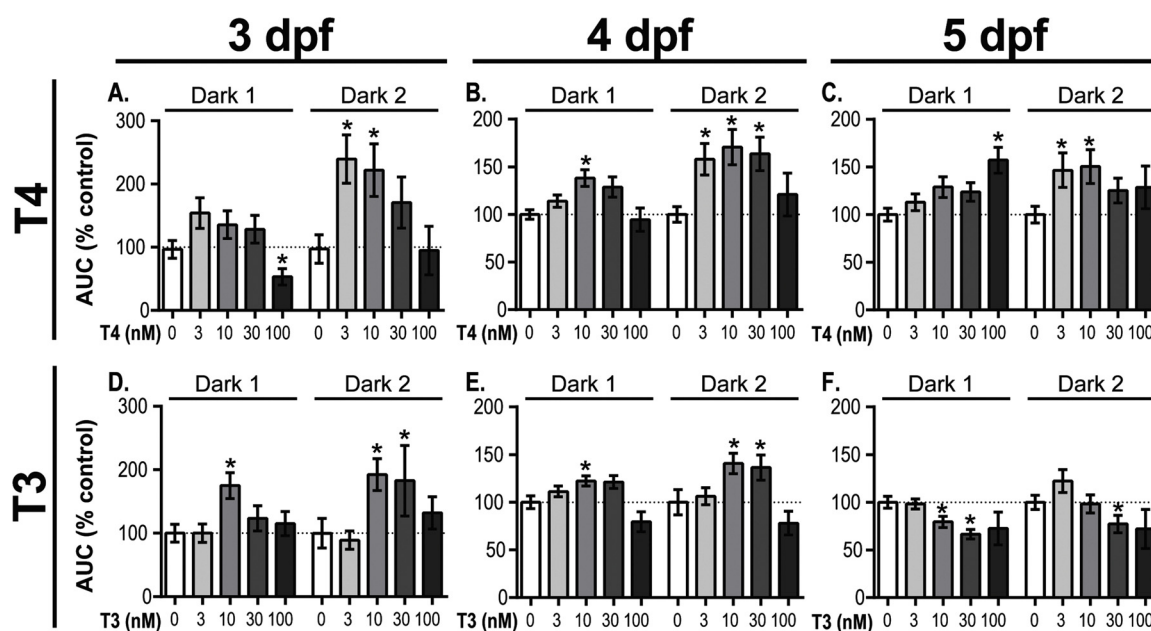 3 dpf 4 dpf 5 dpf
T4
A. Dark 1 Dark 2
AUC (% control)
300
200
100
0
* * *
T4 (nM) 0 3 10 30 100 0 3 10 30 100
B. Dark 1 Dark 2
200
150
100
50
0
* * * *
T4 (nM) 0 3 10 30 100 0 3 10 30 100
C. Dark 1 Dark 2
200
150
100
50
0
* * *
T4 (nM) 0 3 10 30 100 0 3 10 30 100
T3
D. Dark 1 Dark 2
AUC (% control)
300
200
100
0
* * *
T3 (nM) 0 3 10 30 100 0 3 10 30 100
E. Dark 1 Dark 2
200
150
100
50
0
* * *
T3 (nM) 0 3 10 30 100 0 3 10 30 100
F. Dark 1 Dark 2
200
150
100
50
0
* * *
T3 (nM) 0 3 10 30 100 0 3 10 30 100